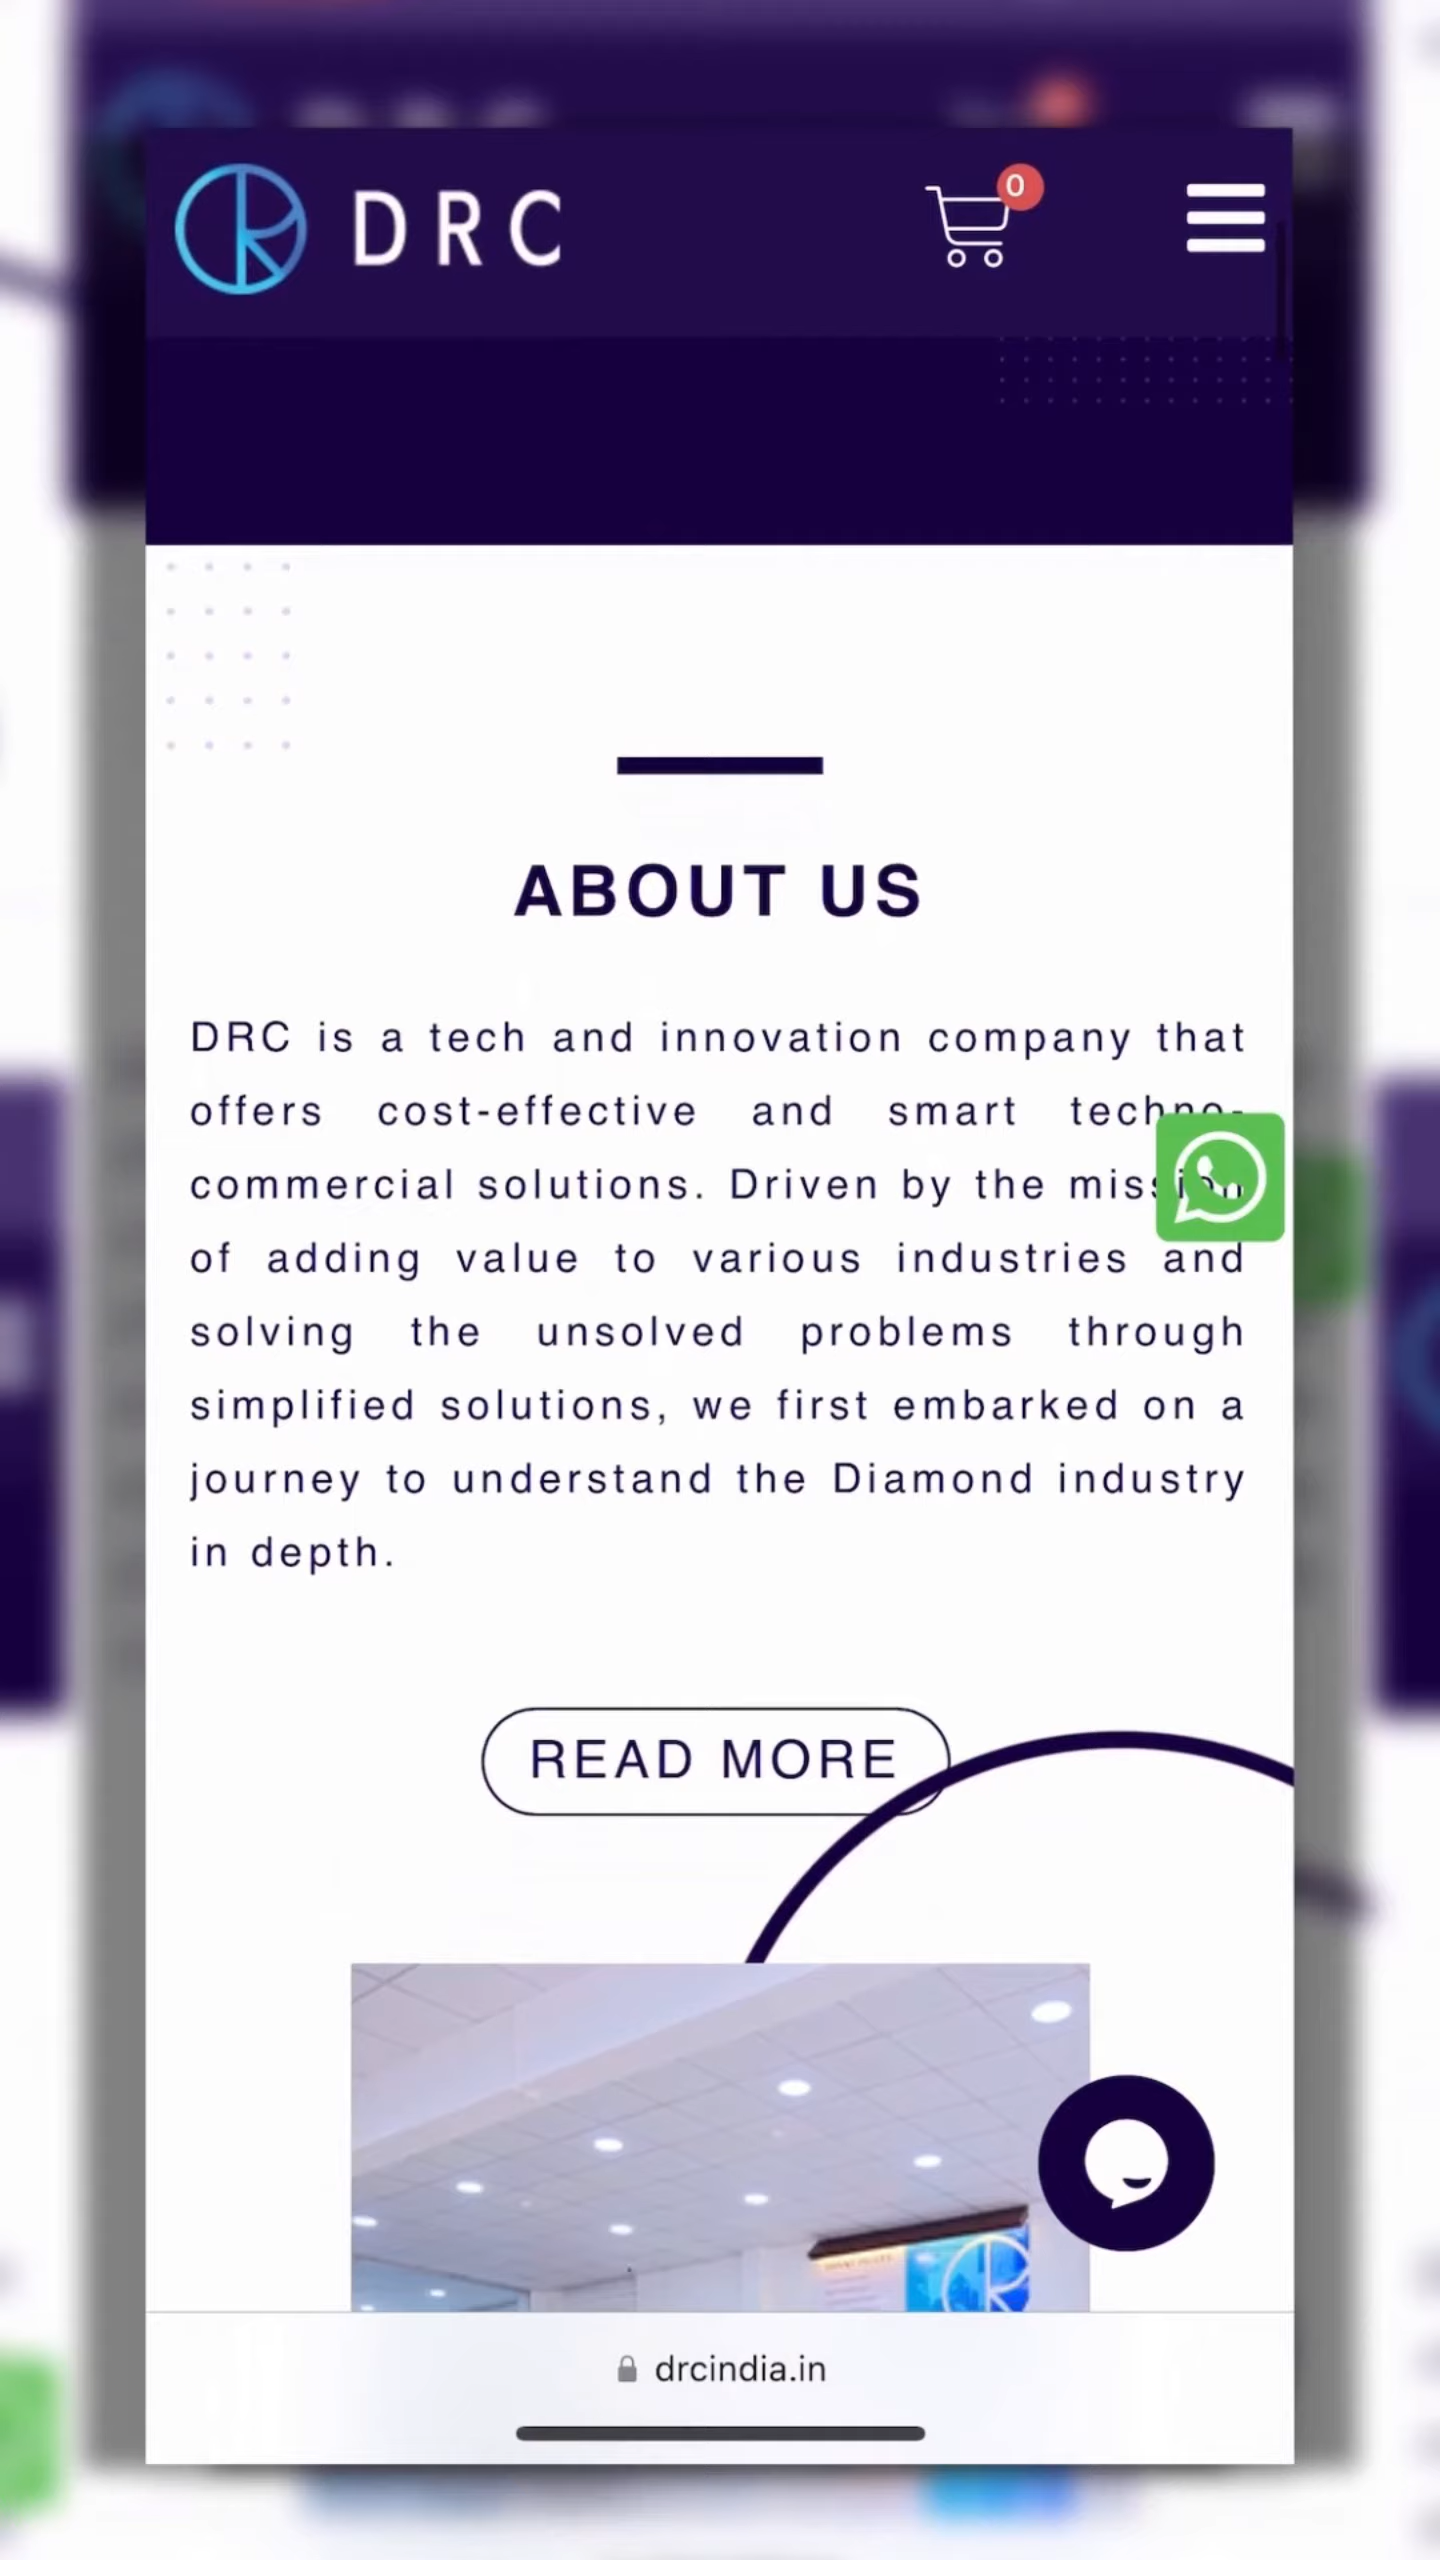 DRC
0
ABOUT US
DRC is a tech and innovation company that
offers cost-effective and smart techno-
commercial solutions. Driven by the mission
of adding value to various industries and
solving the unsolved problems through
simplified solutions, we first embarked on a
journey to understand the Diamond industry
in depth.
READ MORE
drcindia.in